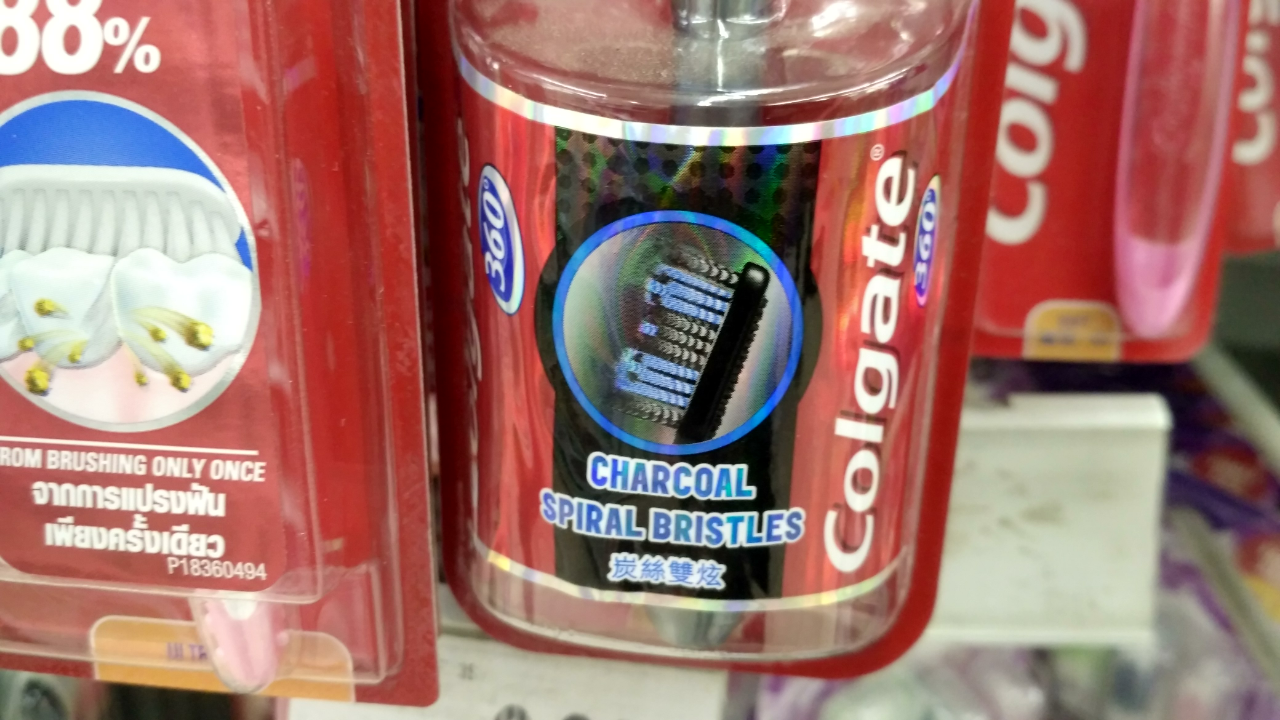 88%
ROM BRUSHING ONLY ONCE
จากการแปรงฟัน
เพียงครั้งเดียว
P18360494
360°
Colgate®
360°
CHARCOAL
SPIRAL BRISTLES
炭絲雙炫
Colg